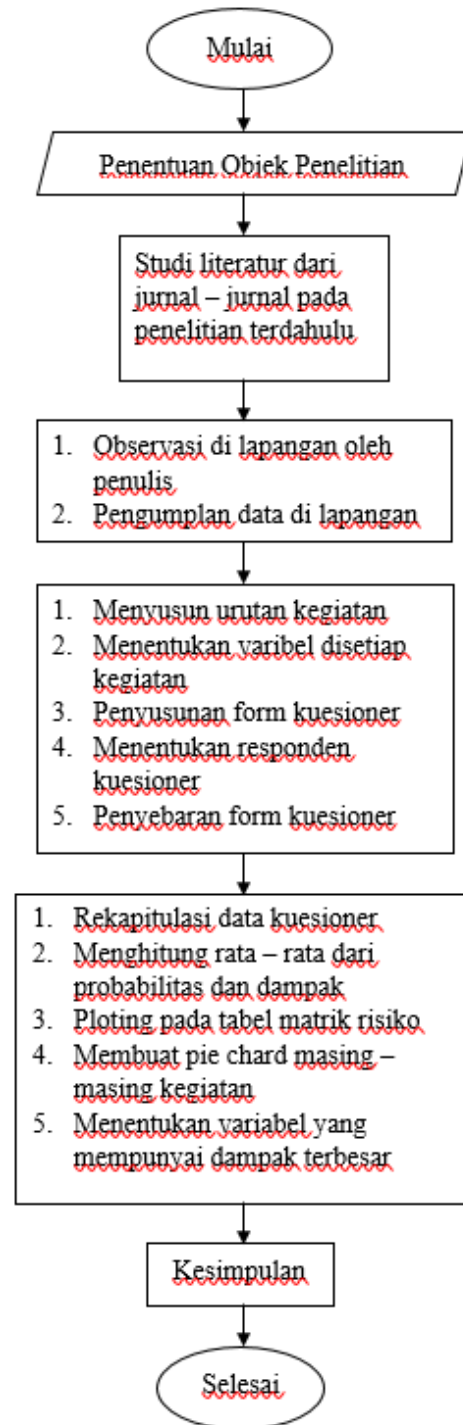 Mulai
Penentuan Objek Penelitian
Studi literatur dari
jurnal – jurnal pada
penelitian terdahulu
1. Observasi di lapangan oleh
penulis
2. Pengumplan data di lapangan
1. Menyusun urutan kegiatan
2. Menentukan varibel disetiap
kegiatan
3. Penyusunan form kuesioner
4. Menentukan responden
kuesioner
5. Penyebaran form kuesioner
1. Rekapitulasi data kuesioner
2. Menghitung rata – rata dari
probabilitas dan dampak
3. Ploting pada tabel matrik risiko
4. Membuat pie chard masing –
masing kegiatan
5. Menentukan variabel yang
mempunyai dampak terbesar
Kesimpulan
Selesai